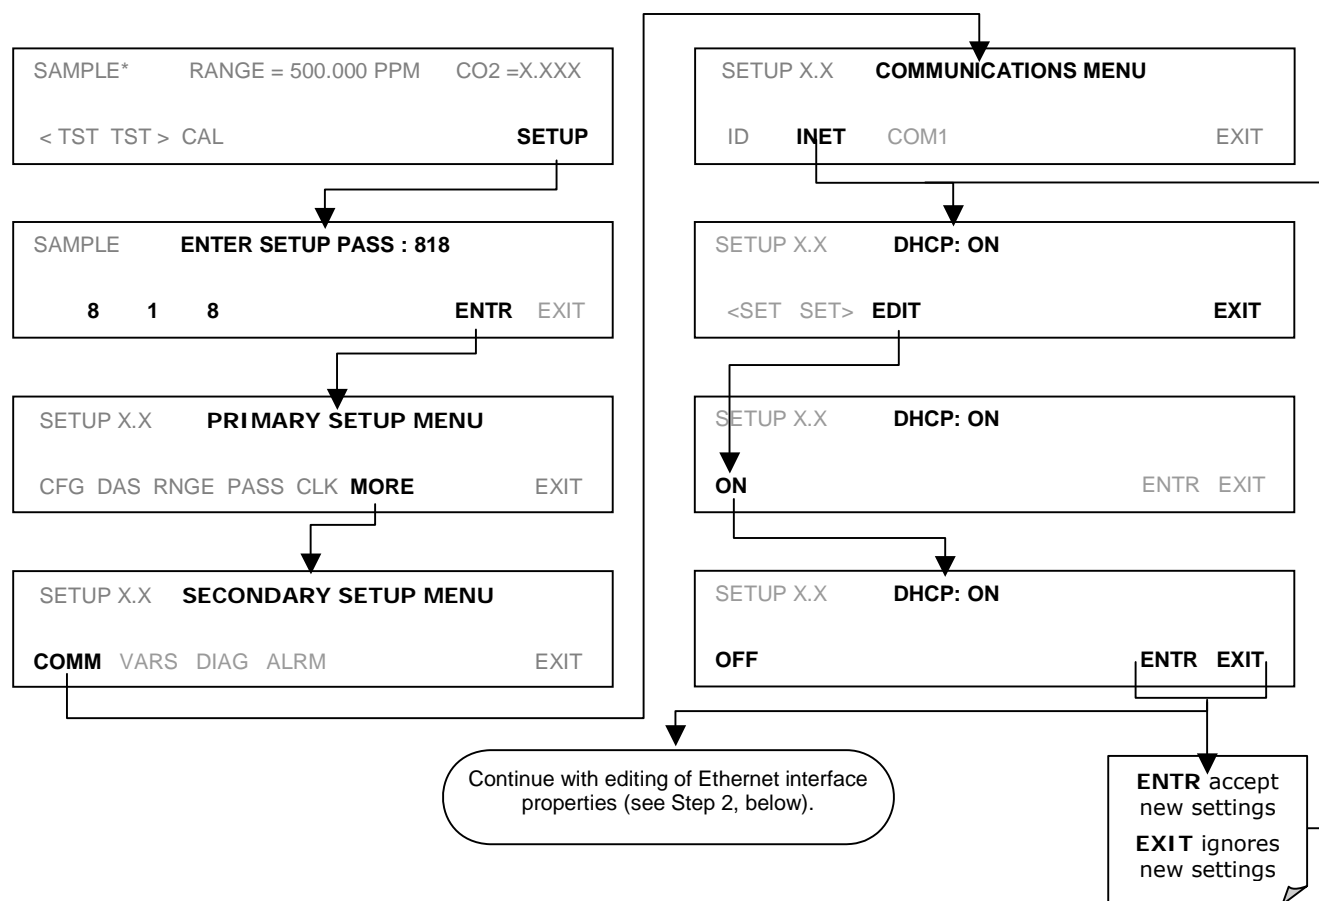 SAMPLE* RANGE = 500.000 PPM CO2 =X.XXX
< TST TST > CAL SETUP
SAMPLE ENTER SETUP PASS : 818
8 1 8 ENTR EXIT
SETUP X.X PRIMARY SETUP MENU
CFG DAS RNGE PASS CLK MORE EXIT
SETUP X.X SECONDARY SETUP MENU
COMM VARS DIAG ALRM EXIT
SETUP X.X COMMUNICATIONS MENU
ID INET COM1 EXIT
SETUP X.X DHCP: ON
<SET SET> EDIT EXIT
SETUP X.X DHCP: ON
ON ENTR EXIT
SETUP X.X DHCP: ON
OFF ENTR EXIT
Continue with editing of Ethernet interface
properties (see Step 2, below).
ENTR accept
new settings
EXIT ignores
new settings